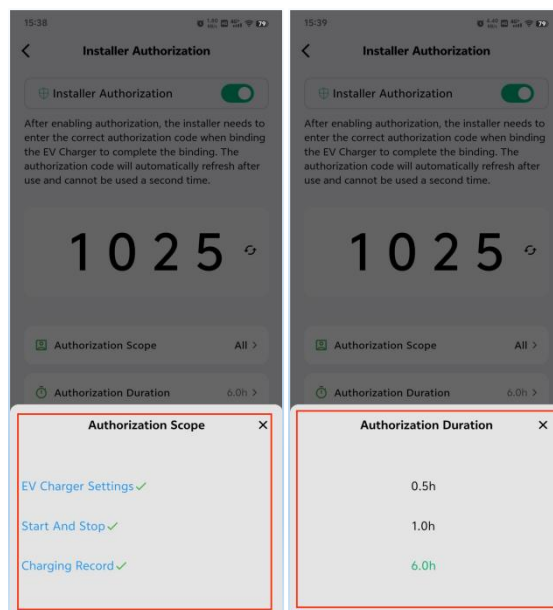 15:38
Installer Authorization
Installer Authorization
After enabling authorization, the installer needs to
enter the correct authorization code when binding
the EV Charger to complete the binding. The
authorization code will automatically refresh after
use and cannot be used a second time.
1025
Authorization Scope All >
Authorization Duration 6.0h >
Authorization Scope
EV Charger Settings
Start And Stop
Charging Record
15:39
Installer Authorization
Installer Authorization
After enabling authorization, the installer needs to
enter the correct authorization code when binding
the EV Charger to complete the binding. The
authorization code will automatically refresh after
use and cannot be used a second time.
1025
Authorization Scope All >
Authorization Duration 6.0h >
Authorization Duration
0.5h
1.0h
6.0h